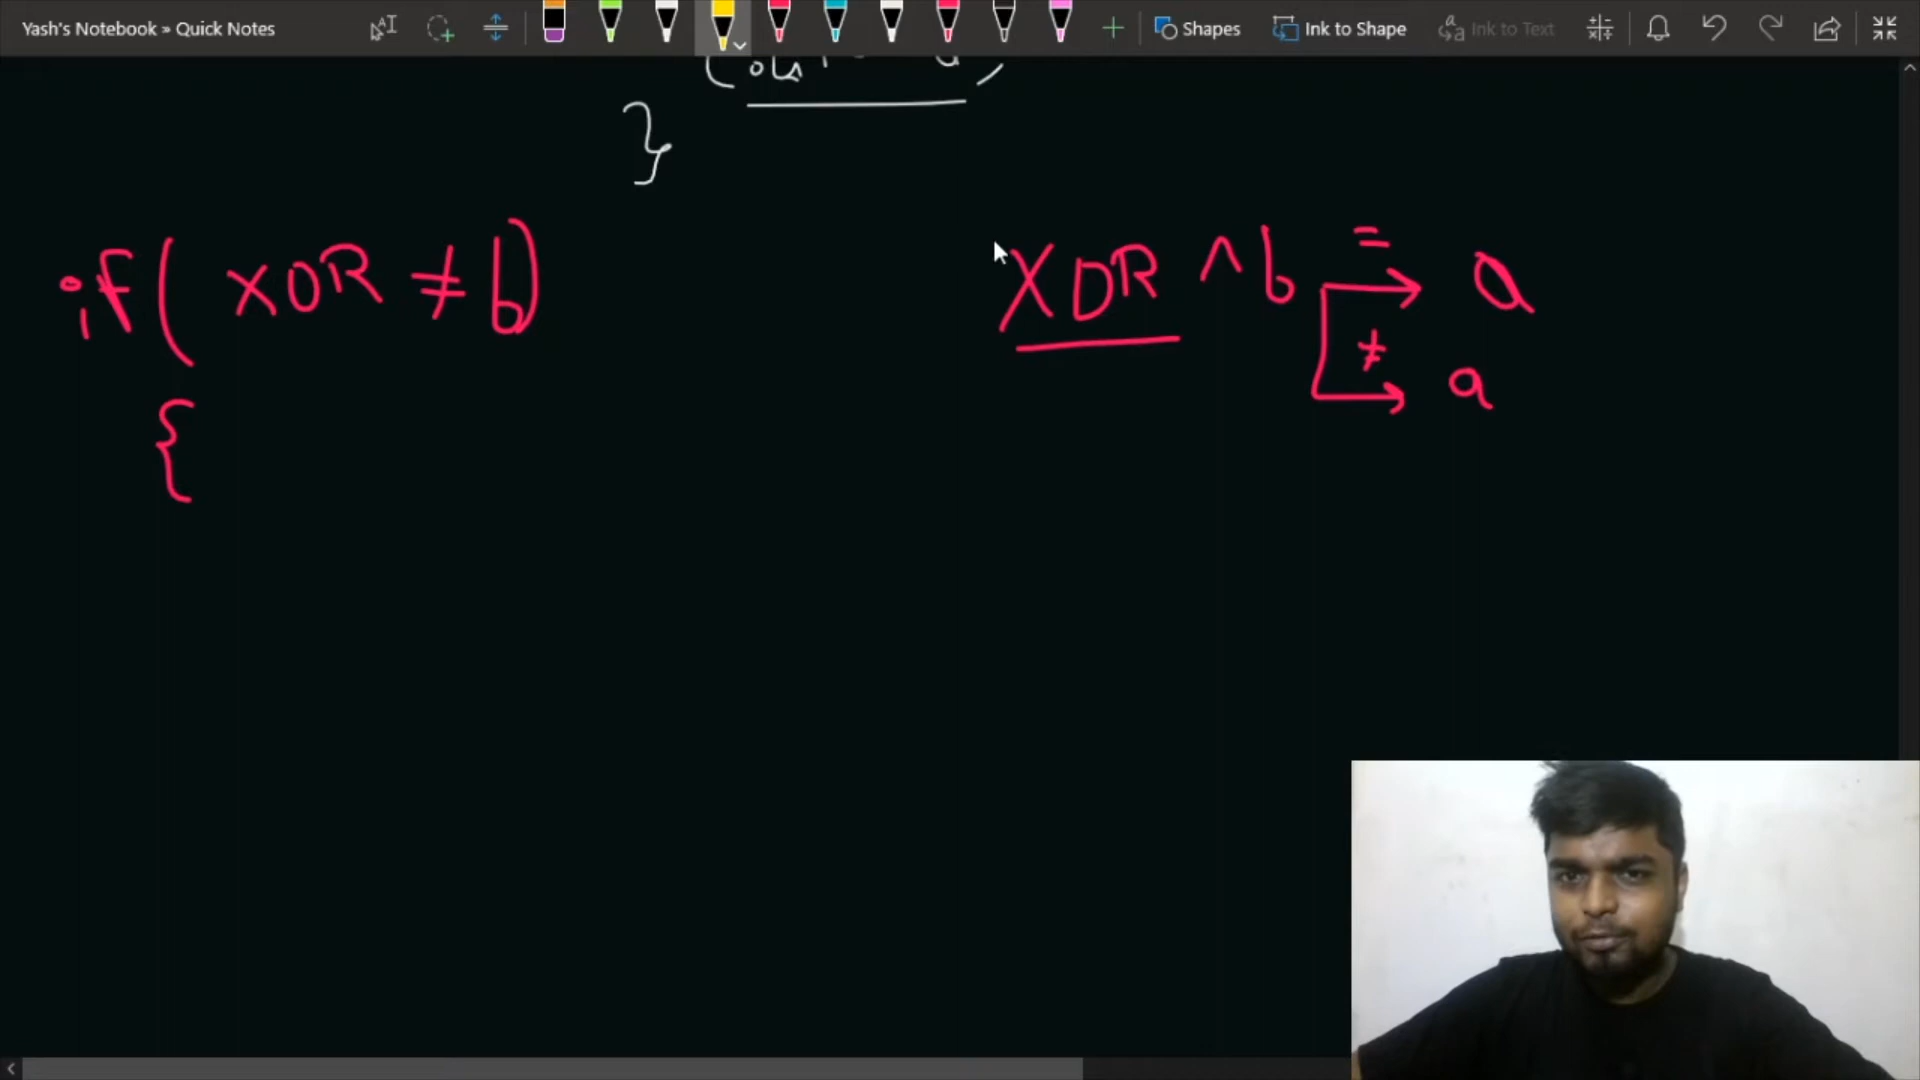 Yash's Notebook » Quick Notes
Shapes
Ink to Shape
Ink to Text
}
if( XOR ≠ b)
{
XOR ^ b = → a
≠ → a